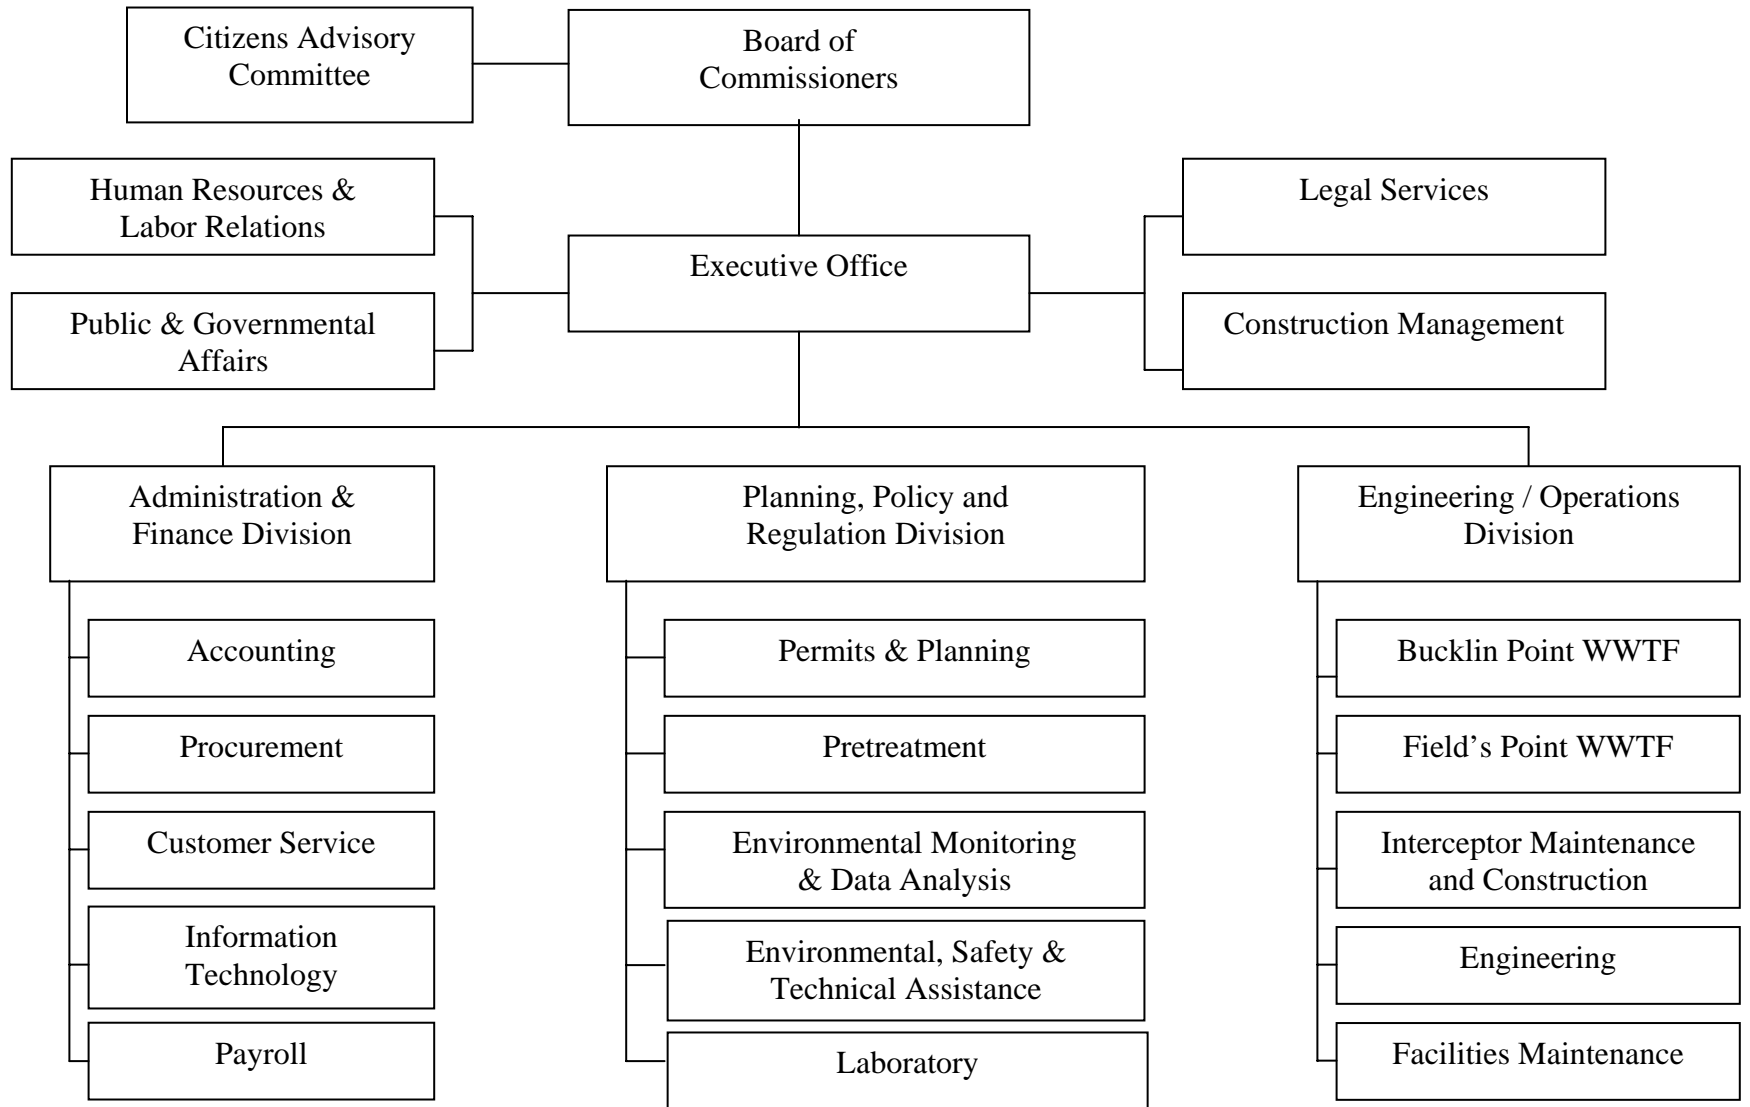 Citizens Advisory
Committee
Board of
Commissioners
Human Resources &
Labor Relations
Legal Services
Executive Office
Public & Governmental
Affairs
Construction Management
Administration &
Finance Division
Planning, Policy and
Regulation Division
Engineering / Operations
Division
Accounting
Permits & Planning
Bucklin Point WWTF
Procurement
Pretreatment
Field’s Point WWTF
Customer Service
Environmental Monitoring
& Data Analysis
Interceptor Maintenance
and Construction
Information
Technology
Environmental, Safety &
Technical Assistance
Engineering
Payroll
Laboratory
Facilities Maintenance